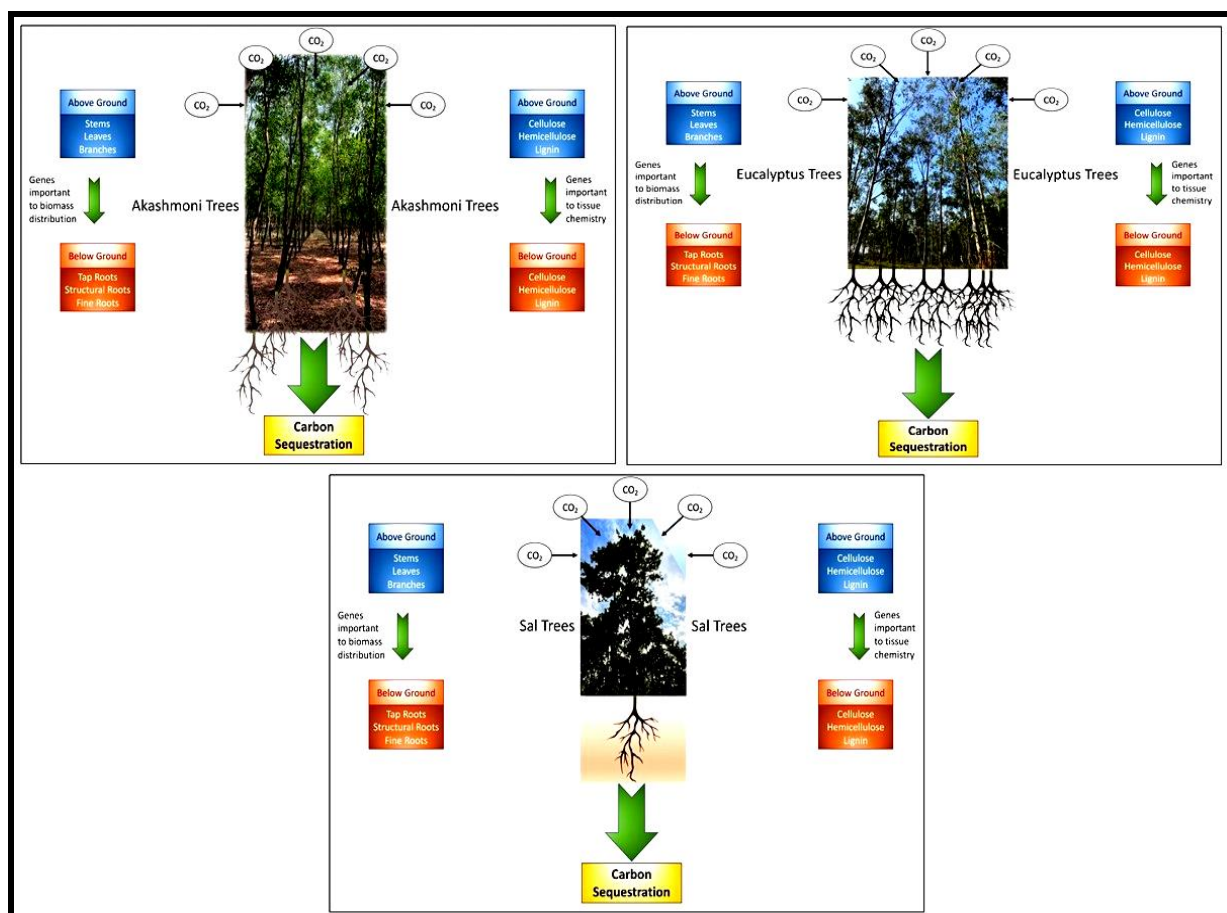 CO₂
CO₂
CO₂
CO₂
CO₂
Above Ground
Stems
Leaves
Branches
Genes
important
to biomass
distribution
Below Ground
Tap Roots
Structural Roots
Fine Roots
Akashmoni Trees
Akashmoni Trees
Above Ground
Cellulose
Hemicellulose
Lignin
Genes
important
to tissue
chemistry
Below Ground
Cellulose
Hemicellulose
Lignin
Carbon
Sequestration
CO₂
CO₂
CO₂
CO₂
CO₂
Above Ground
Stems
Leaves
Branches
Genes
important
to biomass
distribution
Below Ground
Tap Roots
Structural Roots
Fine Roots
Eucalyptus Trees
Eucalyptus Trees
Above Ground
Cellulose
Hemicellulose
Lignin
Genes
important
to tissue
chemistry
Below Ground
Cellulose
Hemicellulose
Lignin
Carbon
Sequestration
CO₂
CO₂
CO₂
CO₂
CO₂
Above Ground
Stems
Leaves
Branches
Genes
important
to biomass
distribution
Below Ground
Tap Roots
Structural Roots
Fine Roots
Sal Trees
Sal Trees
Above Ground
Cellulose
Hemicellulose
Lignin
Genes
important
to tissue
chemistry
Below Ground
Cellulose
Hemicellulose
Lignin
Carbon
Sequestration